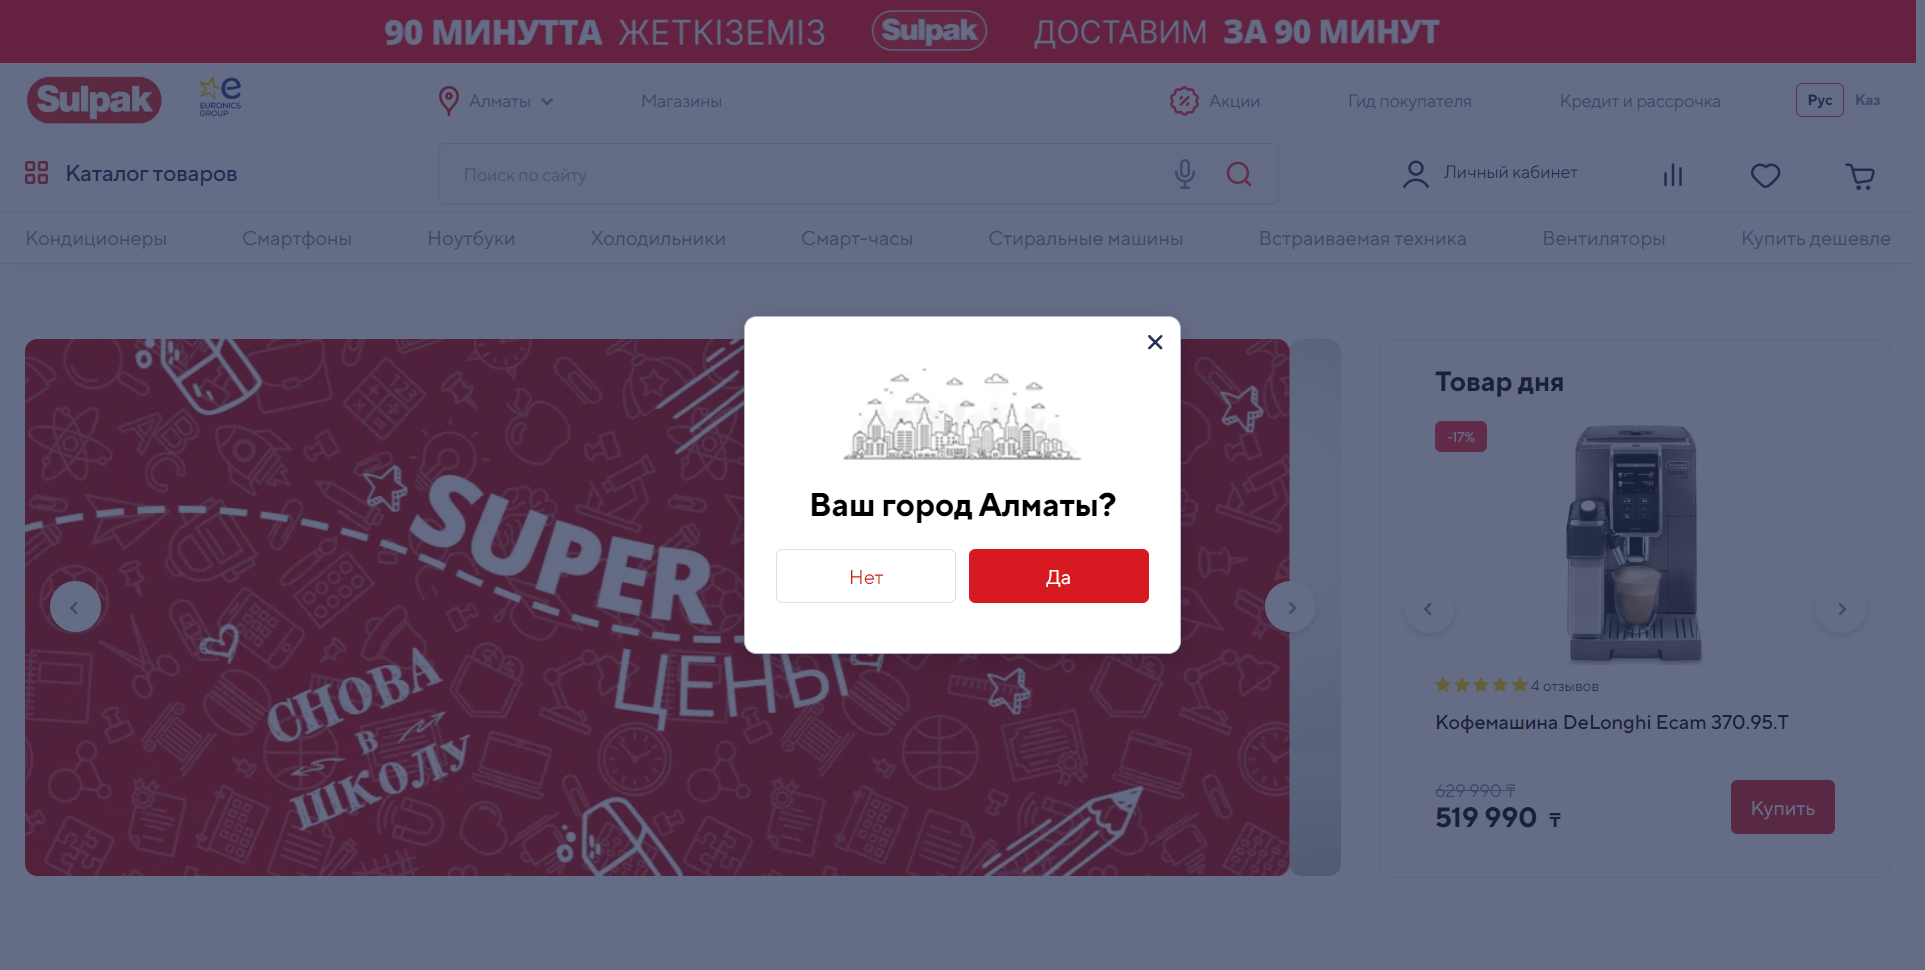 90 МИНУТТА ЖЕТКІЗЕМІЗ Sulpak ДОСТАВИМ ЗА 90 МИНУТ
Sulpak
e
EURONICS
GROUP
Алматы
Магазины
Акции
Гид покупателя
Кредит и рассрочка
Рус
Каз
Каталог товаров
Поиск по сайту
Личный кабинет
Кондиционеры
Смартфоны
Ноутбуки
Холодильники
Смарт-часы
Стиральные машины
Встраиваемая техника
Вентиляторы
Купить дешевле
SUPER
ЦЕНЫ
СНОВА
В
ШКОЛУ
Ваш город Алматы?
Нет
Да
Товар дня
-17%
4 отзывов
Кофемашина DeLonghi Ecam 370.95.T
629 990 ₸
519 990 ₸
Купить